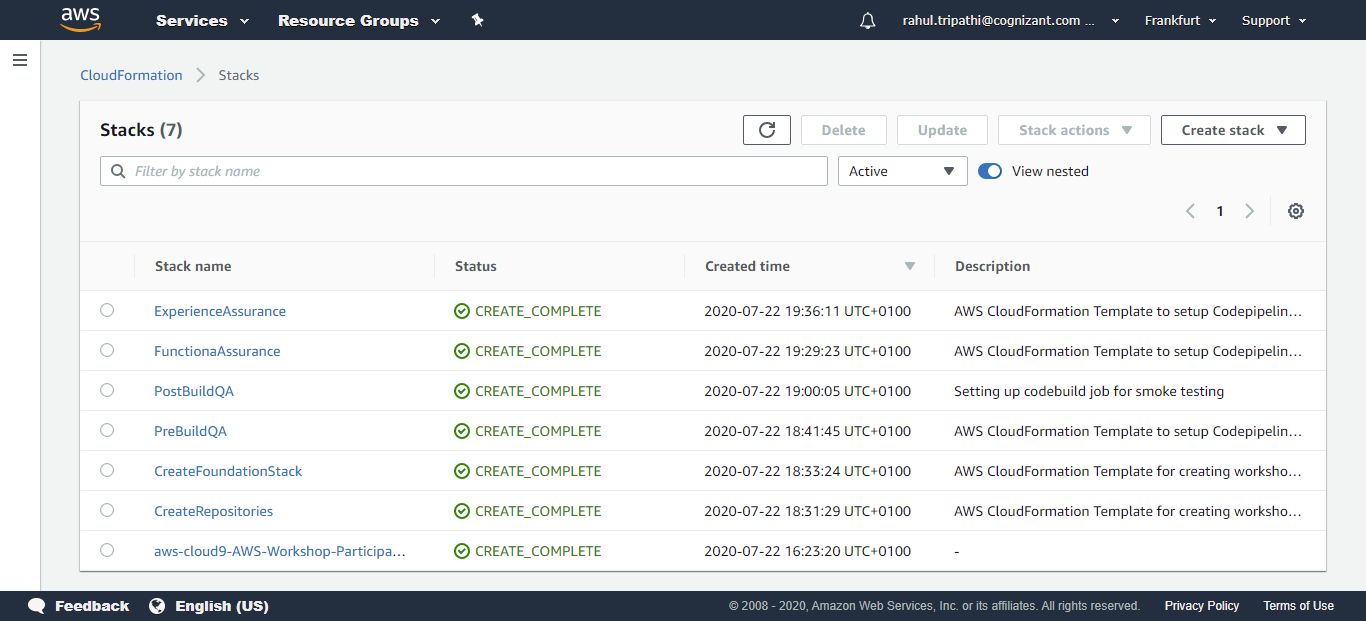 aws Services Resource Groups rahul.tripathi@cognizant.com ... Frankfurt Support
CloudFormation Stacks
Stacks (7) Delete Update Stack actions Create stack
Filter by stack name Active View nested
1
Stack name Status Created time Description
ExperienceAssurance CREATE_COMPLETE 2020-07-22 19:36:11 UTC+0100 AWS CloudFormation Template to setup Codepipelin...
FunctionaAssurance CREATE_COMPLETE 2020-07-22 19:29:23 UTC+0100 AWS CloudFormation Template to setup Codepipelin...
PostBuildQA CREATE_COMPLETE 2020-07-22 19:00:05 UTC+0100 Setting up codebuild job for smoke testing
PreBuildQA CREATE_COMPLETE 2020-07-22 18:41:45 UTC+0100 AWS CloudFormation Template to setup Codepipelin...
CreateFoundationStack CREATE_COMPLETE 2020-07-22 18:33:24 UTC+0100 AWS CloudFormation Template for creating worksho...
CreateRepositories CREATE_COMPLETE 2020-07-22 18:31:29 UTC+0100 AWS CloudFormation Template for creating worksho...
aws-cloud9-AWS-Workshop-Participa... CREATE_COMPLETE 2020-07-22 16:23:20 UTC+0100 -
Feedback English (US) © 2008 - 2020, Amazon Web Services, Inc. or its affiliates. All rights reserved. Privacy Policy Terms of Use